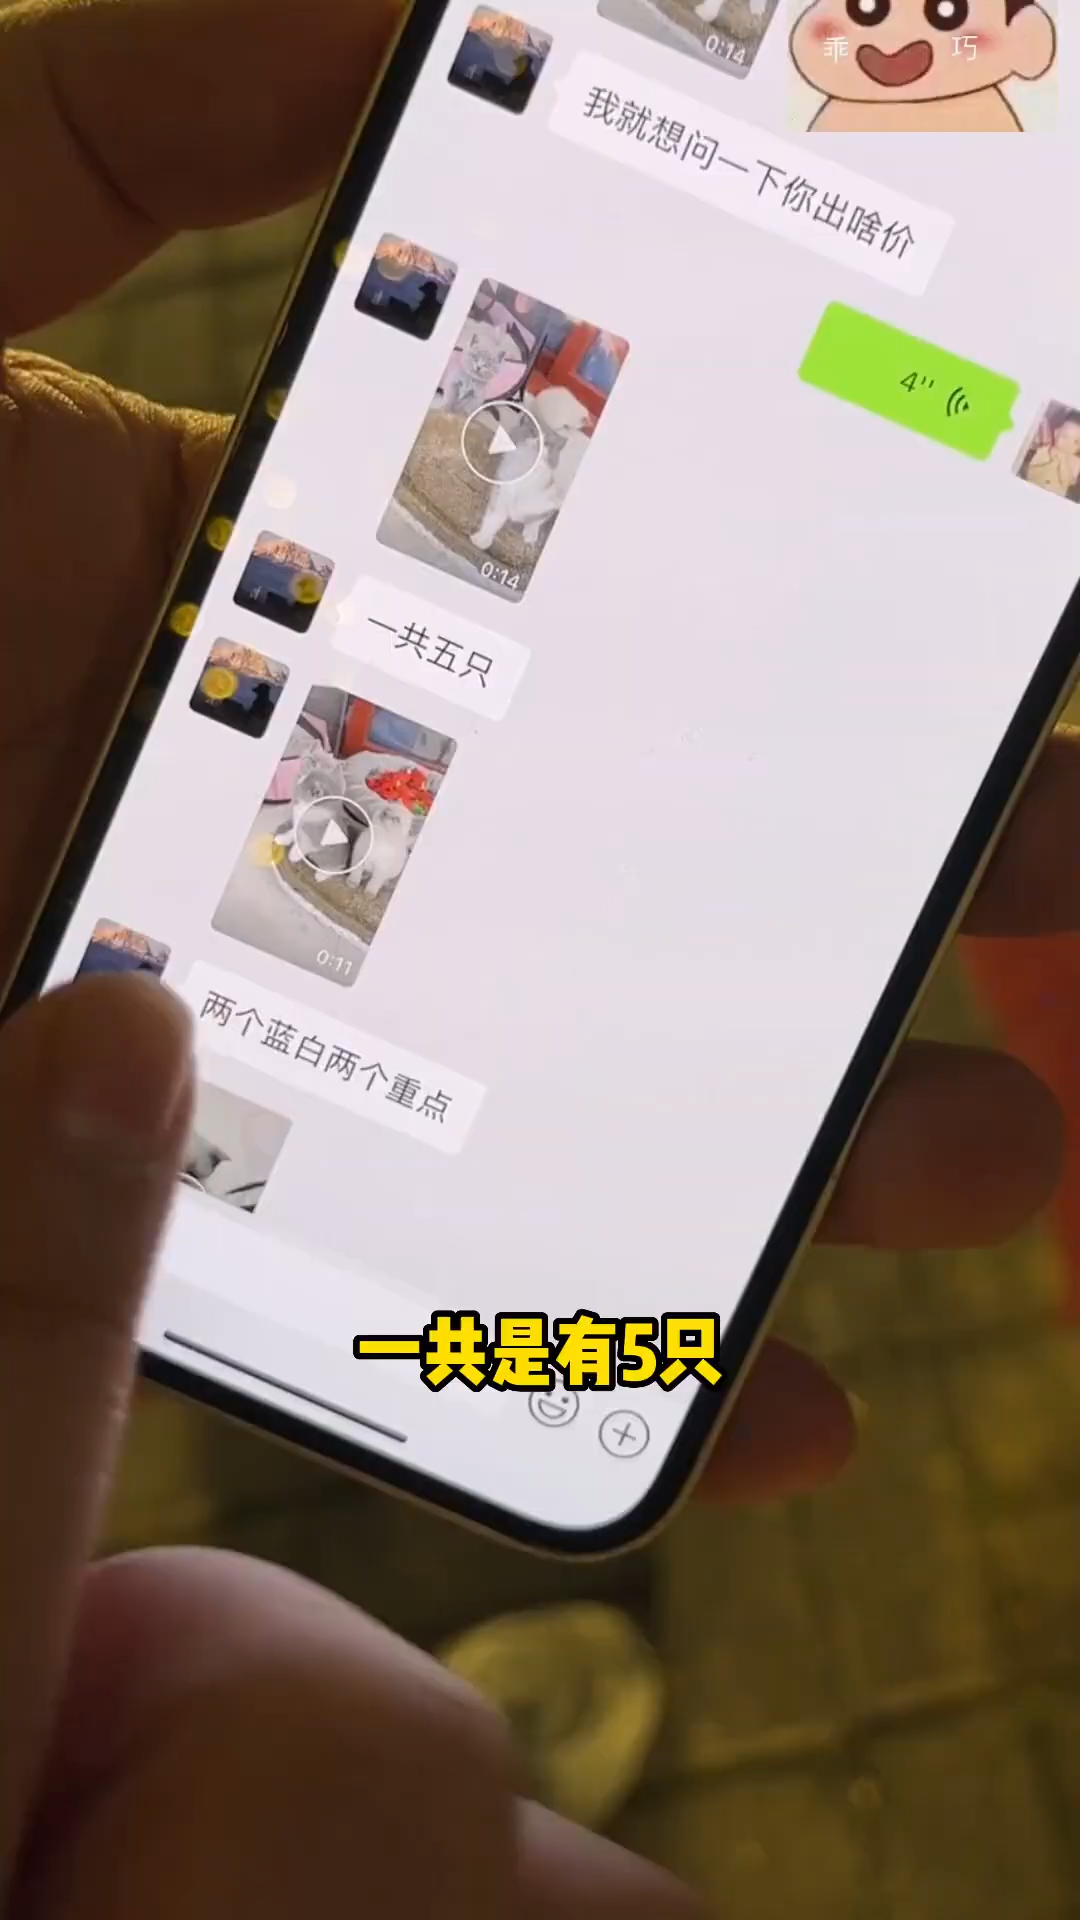 0:14
乖 巧
我就想问一下你出啥价
4''
0:14
一共五只
0:11
两个蓝白两个重点
一共是有5只